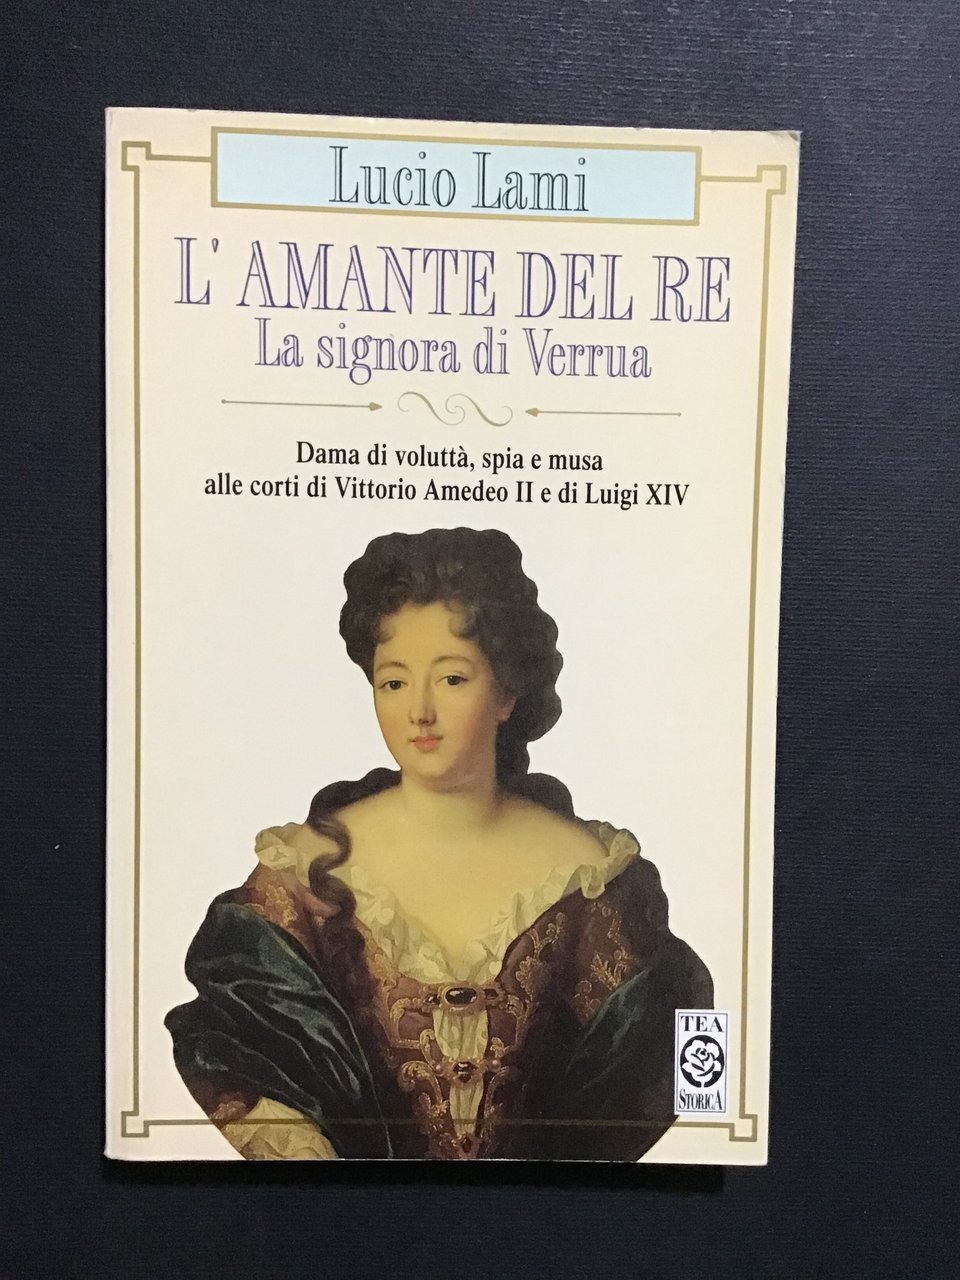 Lucio Lami
L'AMANTE DEL RE
La signora di Verrua
Dama di voluttà, spia e musa
alle corti di Vittorio Amedeo II e di Luigi XIV
TEA
STORICA